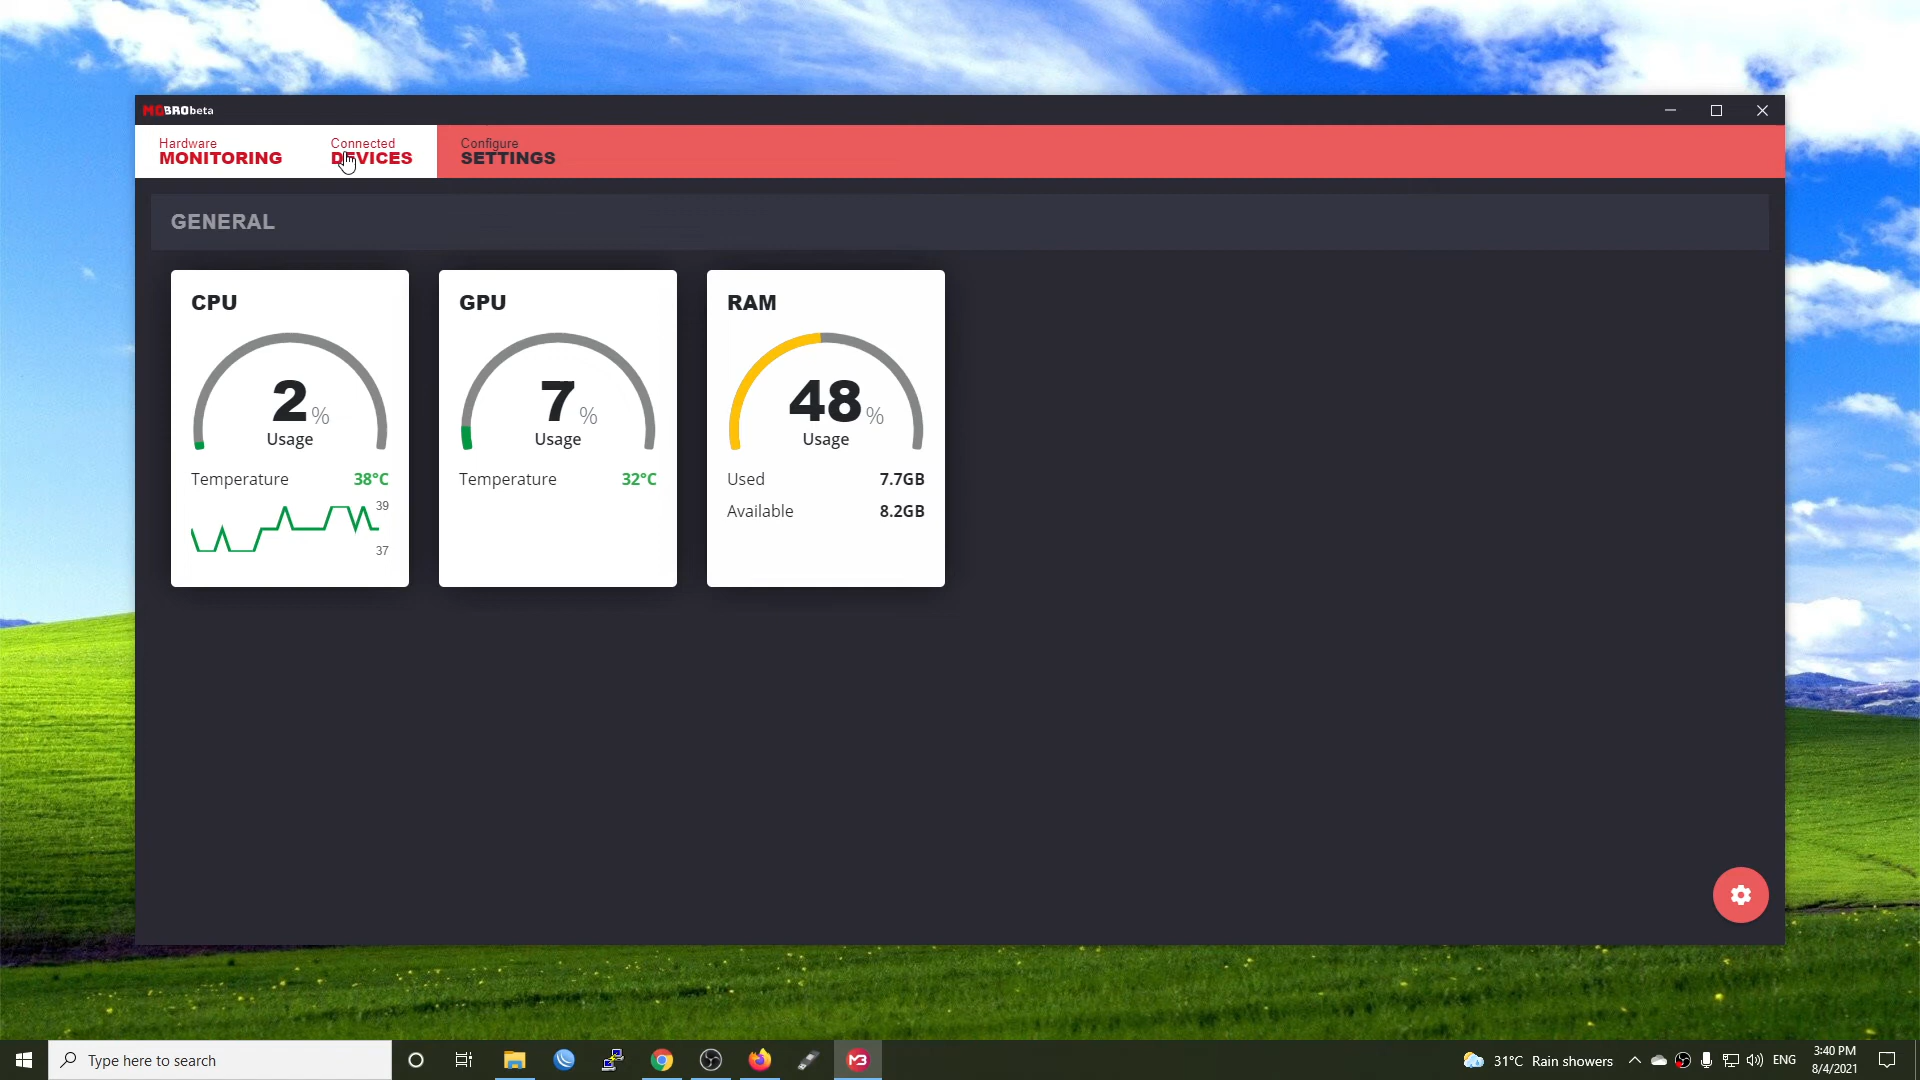 MOBRObeta
Hardware
MONITORING
Connected
DEVICES
Configure
SETTINGS
GENERAL
CPU
2 %
Usage
Temperature 38°C
39
37
GPU
7 %
Usage
Temperature 32°C
RAM
48 %
Usage
Used 7.7GB
Available 8.2GB
Type here to search
M3
31°C Rain showers
ENG
3:40 PM
8/4/2021